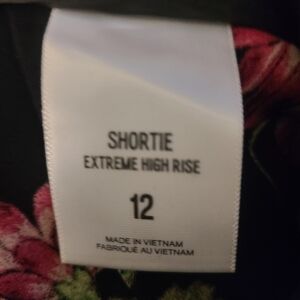 SHORTIE
EXTREME HIGH RISE
12
MADE IN VIETNAM
FABRIQUÉ AU VIETNAM